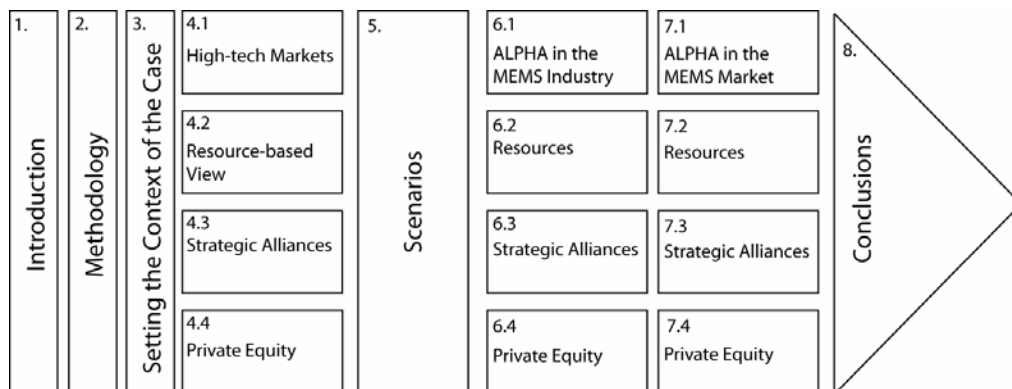 1.
Introduction
2.
Methodology
3.
Setting the Context of the Case
4.1
High-tech Markets
4.2
Resource-based
View
4.3
Strategic Alliances
4.4
Private Equity
5.
Scenarios
6.1
ALPHA in the
MEMS Industry
6.2
Resources
6.3
Strategic Alliances
6.4
Private Equity
7.1
ALPHA in the
MEMS Market
7.2
Resources
7.3
Strategic Alliances
7.4
Private Equity
8.
Conclusions